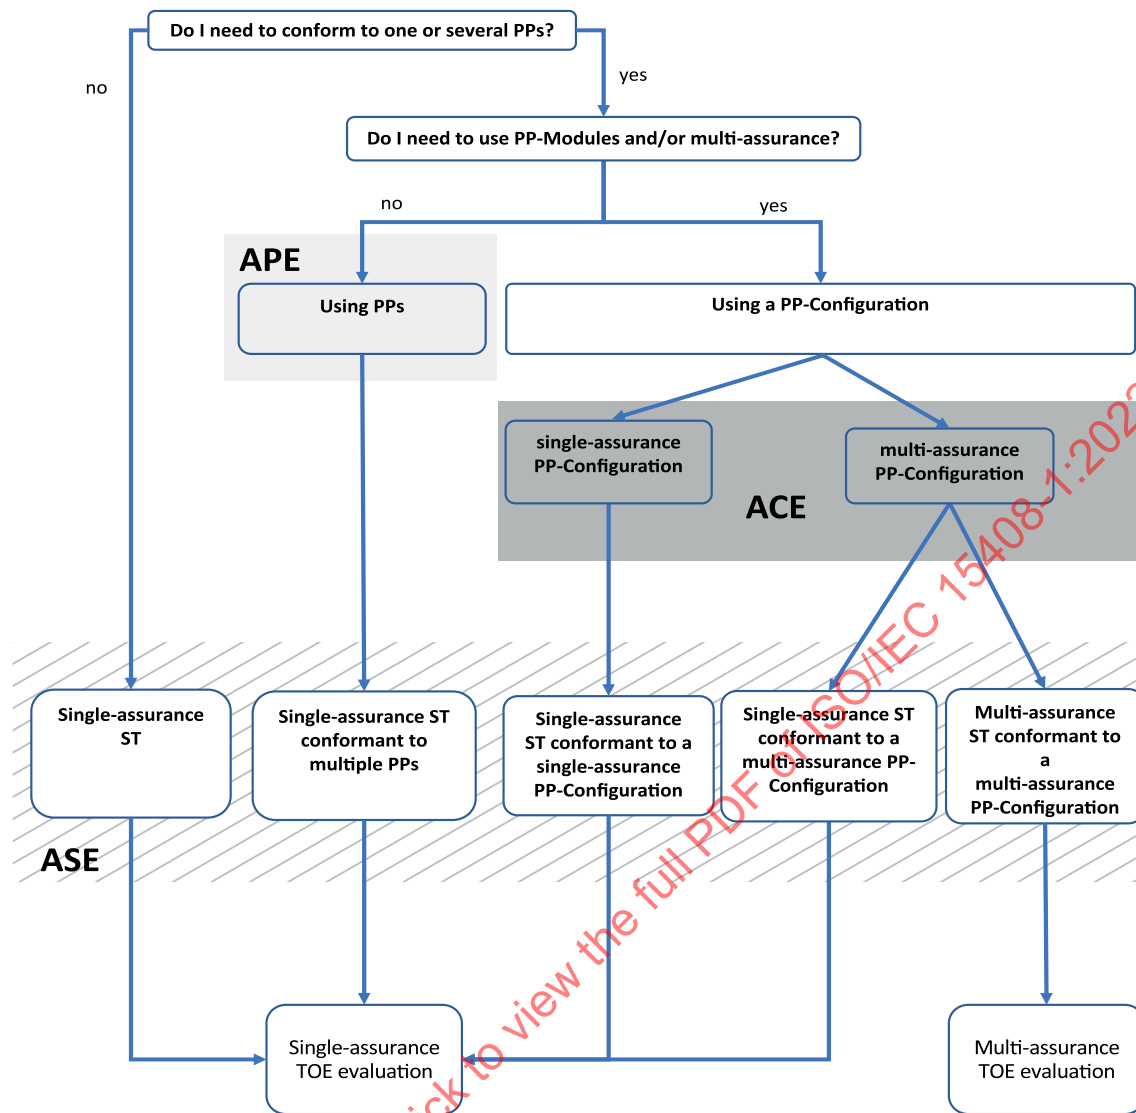 Do I need to conform to one or several PPs?
no
yes
Do I need to use PP-Modules and/or multi-assurance?
no
yes
APE
Using PPs
Using a PP-Configuration
single-assurance
PP-Configuration
multi-assurance
PP-Configuration
ACE
Single-assurance
ST
Single-assurance ST
conformant to
multiple PPs
Single-assurance
ST conformant to a
single-assurance
PP-Configuration
Single-assurance ST
conformant to a
multi-assurance PP-
Configuration
Multi-assurance
ST conformant to
a
multi-assurance
PP-Configuration
ASE
Single-assurance
TOE evaluation
Multi-assurance
TOE evaluation
to view the full PDF of ISO/IEC 15408-1:202